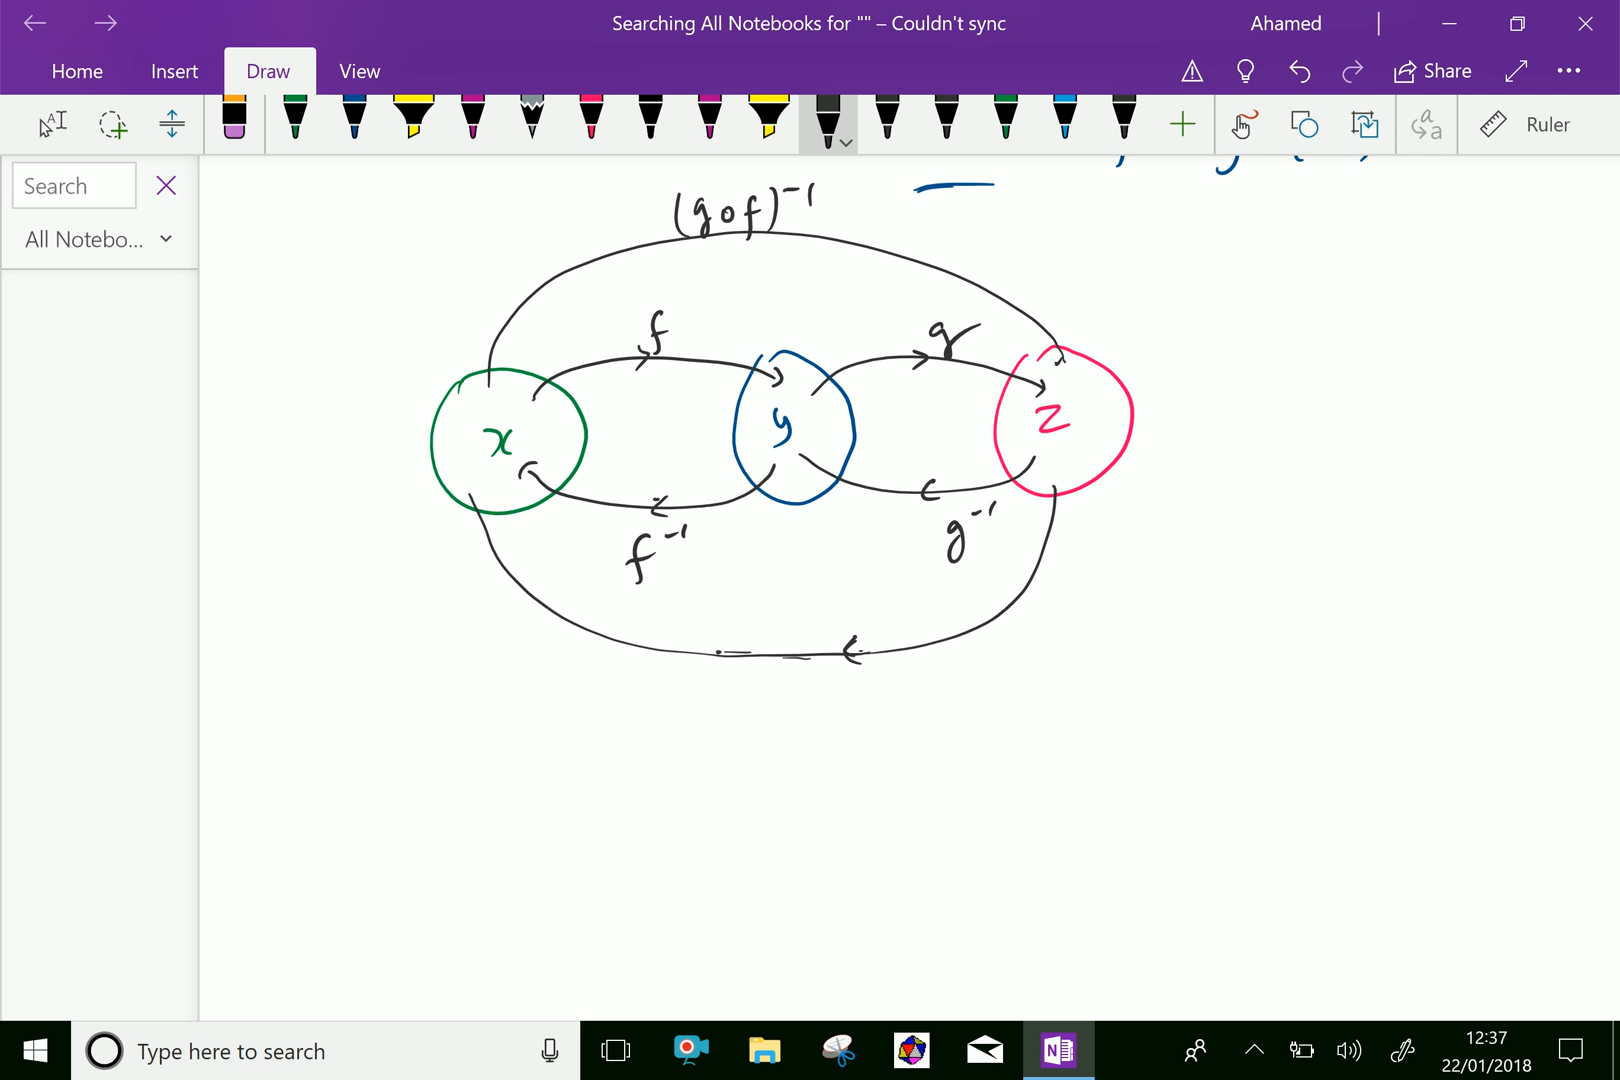 Searching All Notebooks for "" – Couldn't sync
Ahamed
Home Insert Draw View
Share
Ruler
Search
All Notebo...
(gof)⁻¹
f
g
x
y
z
f⁻¹
g⁻¹
Type here to search
12:37
22/01/2018